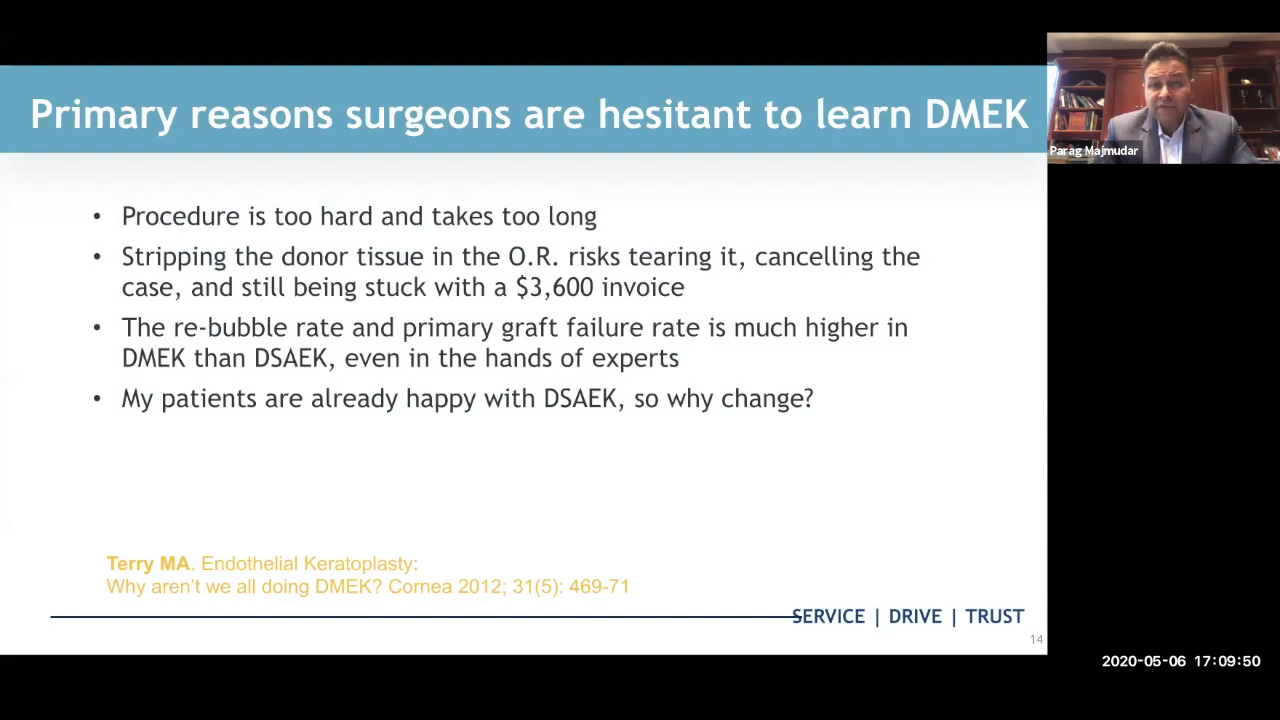 Primary reasons surgeons are hesitant to learn DMEK
Parag Majmudar
• Procedure is too hard and takes too long
• Stripping the donor tissue in the O.R. risks tearing it, cancelling the
case, and still being stuck with a $3,600 invoice
• The re-bubble rate and primary graft failure rate is much higher in
DMEK than DSAEK, even in the hands of experts
• My patients are already happy with DSAEK, so why change?
Terry MA. Endothelial Keratoplasty:
Why aren't we all doing DMEK? Cornea 2012; 31(5): 469-71
SERVICE | DRIVE | TRUST
14
2020-05-06 17:09:50